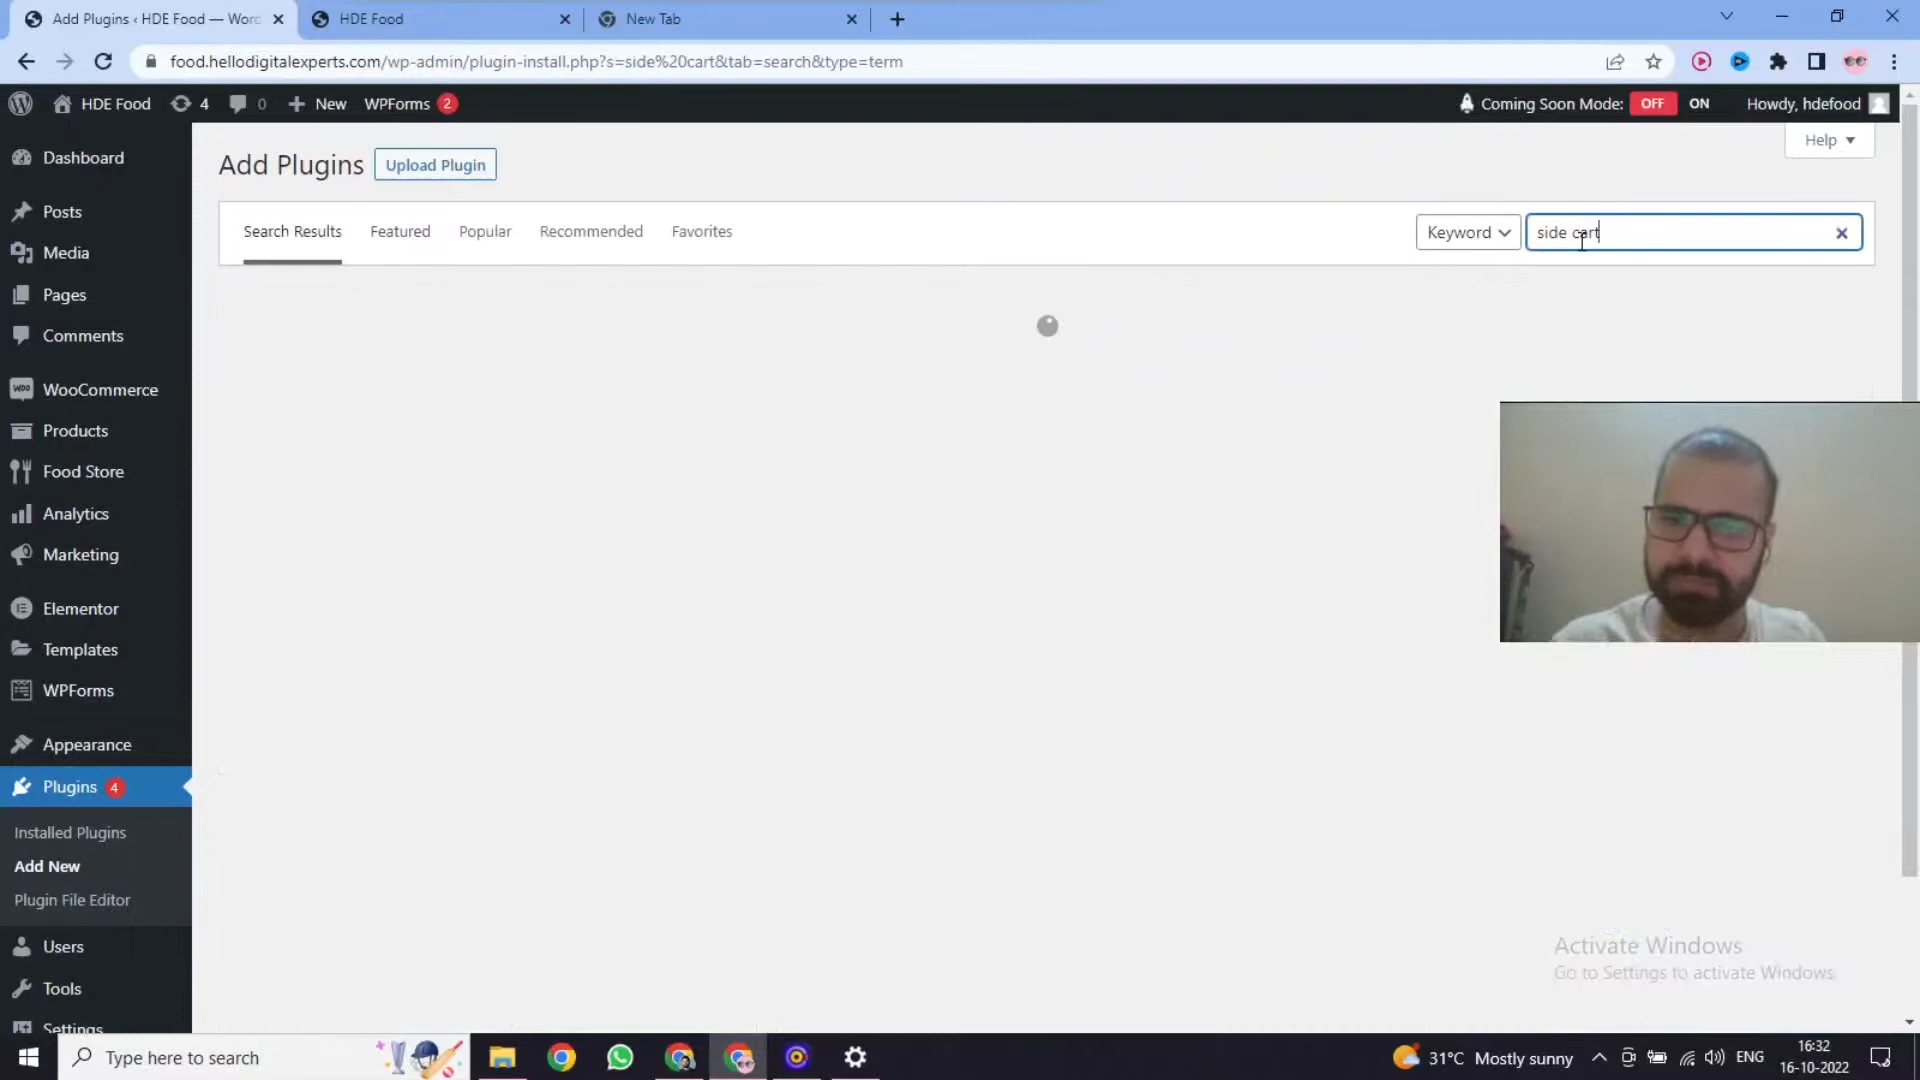 Add Plugins ‹ HDE Food — Word
HDE Food
New Tab
food.hellodigitalexperts.com/wp-admin/plugin-install.php?s=side%20cart&tab=search&type=term
HDE Food 4 0 New WPForms 2
Coming Soon Mode: OFF ON Howdy, hdefood
Help
Add Plugins Upload Plugin
Search Results Featured Popular Recommended Favorites Keyword side cart
Dashboard
Posts
Media
Pages
Comments
WooCommerce
Products
Food Store
Analytics
Marketing
Elementor
Templates
WPForms
Appearance
Plugins 4
Installed Plugins
Add New
Plugin File Editor
Users
Tools
Settings
Activate Windows
Go to Settings to activate Windows.
Type here to search
31°C Mostly sunny
ENG
16:32
16-10-2022